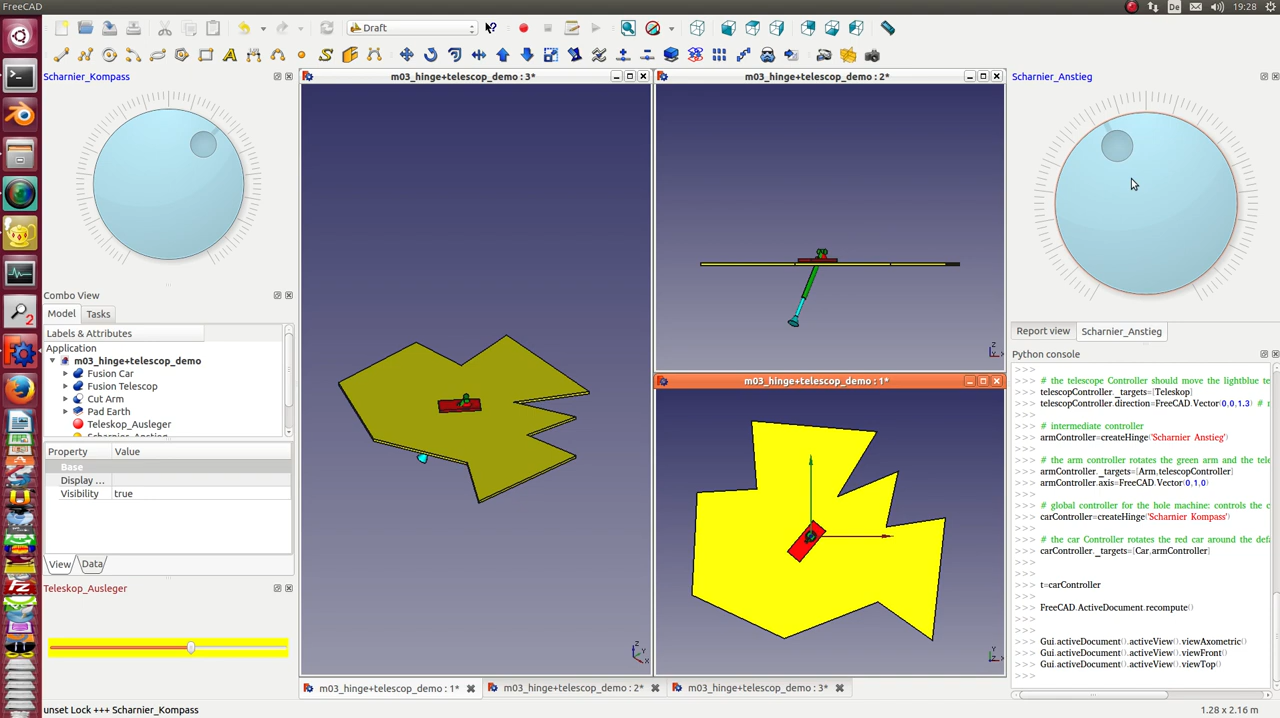 FreeCAD
De
19:28
Draft
Scharnier_Kompass
m03_hinge+telescop_demo : 3*
m03_hinge+telescop_demo : 2*
Scharnier_Anstieg
Combo View
Model
Tasks
Labels & Attributes
Application
m03_hinge+telescop_demo
Fusion Car
Fusion Telescop
Cut Arm
Pad Earth
Teleskop_Ausleger
Property
Value
Base
Display ...
Visibility
true
View
Data
Teleskop_Ausleger
m03_hinge+telescop_demo : 1*
Report view
Scharnier_Anstieg
Python console
>>>
>>> # the telescope Controller should move the lightblue te
>>> telescopController._targets=[Teleskop]
>>> telescopController.direction=FreeCAD.Vector(0,0,1.3) #
>>>
>>> # intermediate controller
>>> armController=createHinge('Scharnier Anstieg')
>>>
>>> # the arm controller rotates the green arm and the tele
>>> armController._targets=[Arm,telescopController]
>>> armController.axis=FreeCAD.Vector(0,1,0)
>>>
>>> # global controller for the hole machine: controls the c
>>> carController=createHinge('Scharnier Kompass')
>>>
>>> # the car Controller rotates the red car around the defa
>>> carController._targets=[Car,armController]
>>>
>>>
>>> t=carController
>>>
>>> FreeCAD.ActiveDocument.recompute()
>>>
>>>
>>> Gui.activeDocument().activeView().viewAxometric()
>>> Gui.activeDocument().activeView().viewFront()
>>> Gui.activeDocument().activeView().viewTop()
>>>
m03_hinge+telescop_demo : 1*
m03_hinge+telescop_demo : 2*
m03_hinge+telescop_demo : 3*
unset Lock +++ Scharnier_Kompass
1.28 x 2.16 m